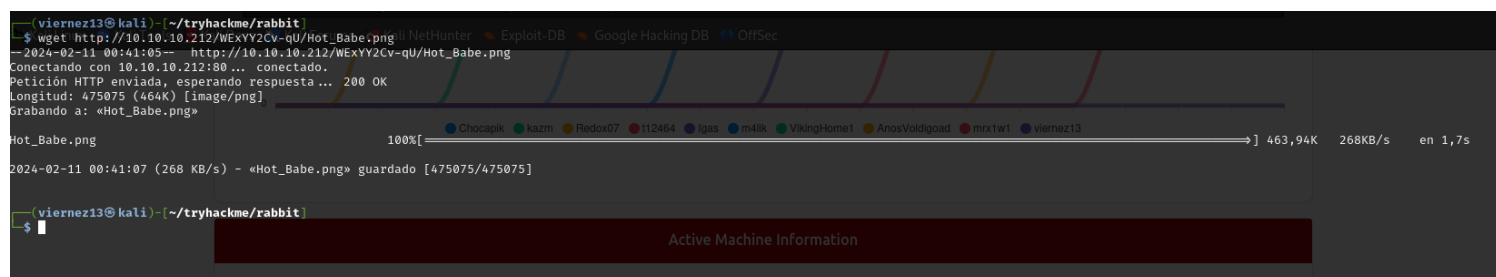 (viernez13㉿kali)-[~/tryhackme/rabbit]
$ wget http://10.10.10.212/WExYY2Cv-qU/Hot_Babe.png
Kali NetHunter Exploit-DB Google Hacking DB OffSec
--2024-02-11 00:41:05-- http://10.10.10.212/WExYY2Cv-qU/Hot_Babe.png
Conectando con 10.10.10.212:80... conectado.
Petición HTTP enviada, esperando respuesta... 200 OK
Longitud: 475075 (464K) [image/png]
Grabando a: «Hot_Babe.png»
Chocapik kazm Redox07 112464 Igas m4lik VikingHome1 AnosVoldigoad mrx1w1 viernez13
Hot_Babe.png 100%[=================================================>] 463,94K 268KB/s en 1,7s
2024-02-11 00:41:07 (268 KB/s) - «Hot_Babe.png» guardado [475075/475075]
(viernez13㉿kali)-[~/tryhackme/rabbit]
$
Active Machine Information